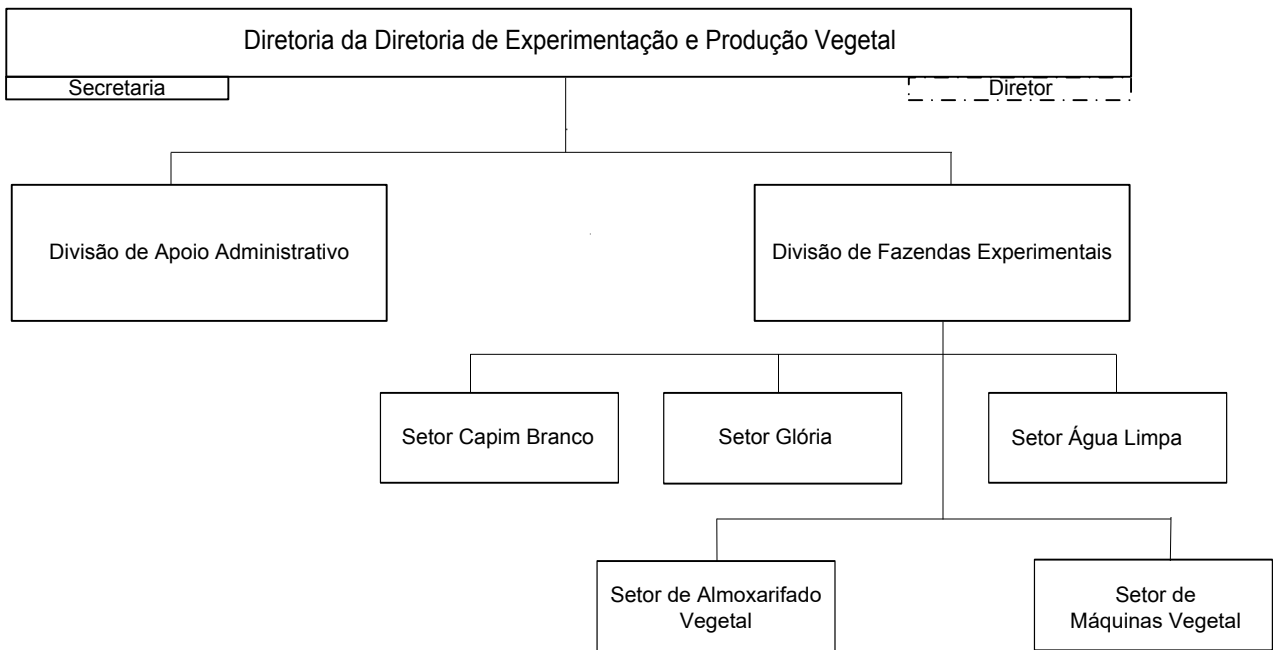 Diretoria da Diretoria de Experimentação e Produção Vegetal
Secretaria
Diretor
Divisão de Apoio Administrativo
Divisão de Fazendas Experimentais
Setor Capim Branco
Setor Glória
Setor Água Limpa
Setor de Almoxarifado
Vegetal
Setor de
Máquinas Vegetal